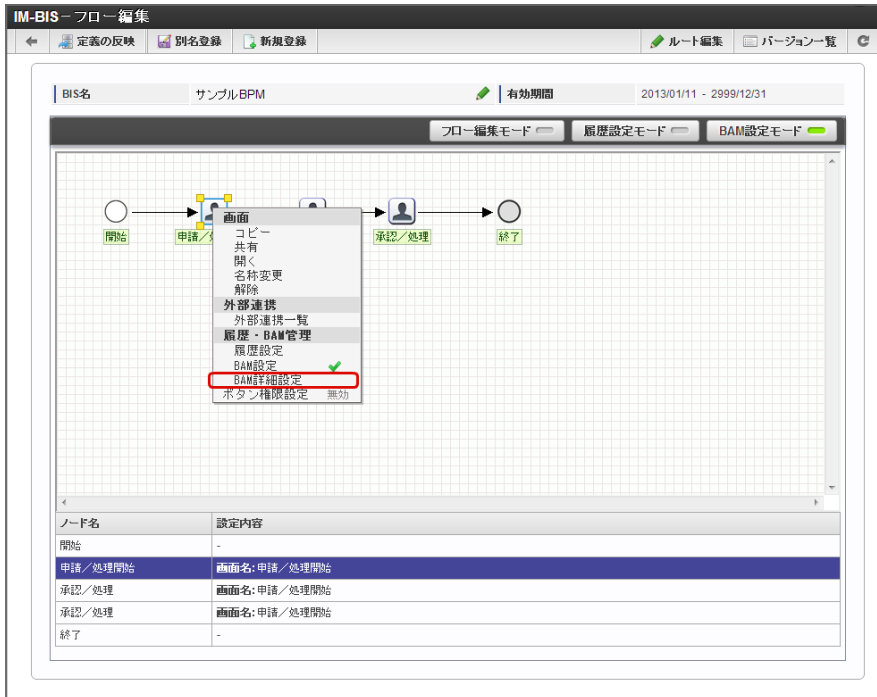 IM-BIS－フロー編集
定義の反映 別名登録 新規登録 ルート編集 バージョン一覧
BIS名 サンプルBPM 有効期間 2013/01/11 - 2999/12/31
フロー編集モード 履歴設定モード BAM設定モード
開始 申請／ 承認／処理 終了
画面
コピー
共有
開く
名称変更
解除
外部連携
外部連携一覧
履歴・BAM管理
履歴設定
BAM設定
BAM詳細設定
ボタン権限設定 無効
ノード名 設定内容
開始 -
申請／処理開始 画面名:申請／処理開始
承認／処理 画面名:申請／処理開始
承認／処理 画面名:申請／処理開始
終了 -